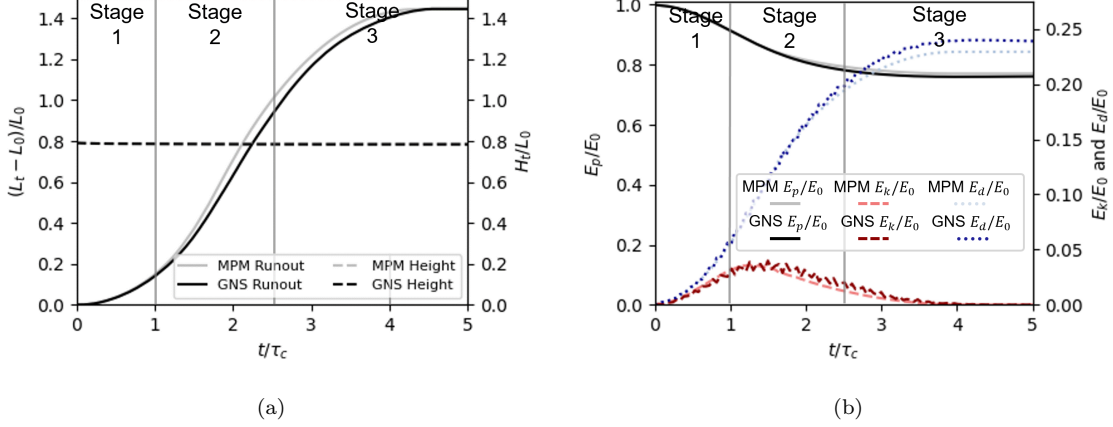 Stage
1
Stage
2
Stage
3
1.4
1.2
1.0
0.8
0.6
0.4
0.2
0.0
(L_t − L_0)/L_0
1.4
1.2
1.0
0.8
0.6
0.4
0.2
0.0
H_t/L_0
MPM Runout
GNS Runout
MPM Height
GNS Height
0 1 2 3 4 5
t/τ_c
(a)
Stage
1
Stage
2
Stage
3
1.0
0.8
0.6
0.4
0.2
0.0
E_p/E_0
0.25
0.20
0.15
0.10
0.05
0.00
E_k/E_0 and E_d/E_0
MPM E_p/E_0 MPM E_k/E_0 MPM E_d/E_0
GNS E_p/E_0 GNS E_k/E_0 GNS E_d/E_0
0 1 2 3 4 5
t/τ_c
(b)